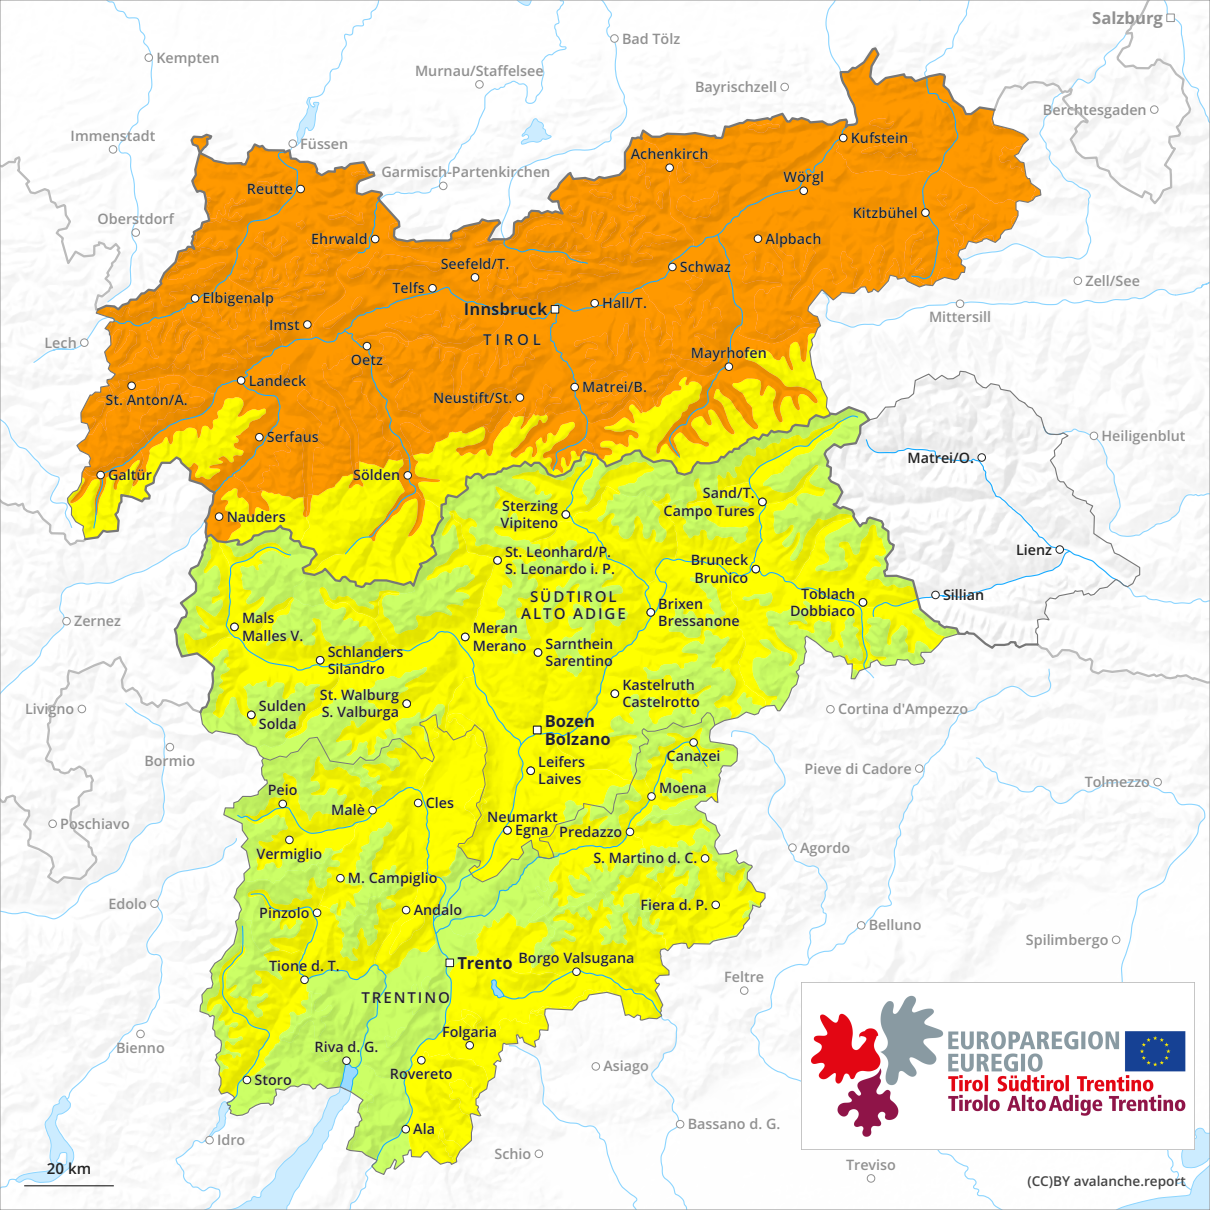 Salzburg
Bad Tölz
Kempten
Murnau/Staffelsee
Bayrischzell
Berchtesgaden
Immenstadt
Kufstein
Füssen
Achenkirch
Garmisch-Partenkirchen
Wörgl
Reutte
Kitzbühel
Oberstdorf
Ehrwald
Alpbach
Seefeld/T.
Schwaz
Zell/See
Telfs
Elbigenalp
Hall/T.
Innsbruck
Mittersill
Imst
TIROL
Lech
Oetz
Mayrhofen
Landeck
Matrei/B.
St. Anton/A.
Neustift/St.
Serfaus
Heiligenblut
Matrei/O.
Galtür
Sölden
Sand/T.
Campo Tures
Sterzing
Vipiteno
Nauders
St. Leonhard/P.
S. Leonardo i. P.
Lienz
Bruneck
Brunico
SÜDTIROL
ALTO ADIGE
Toblach
Dobbiaco
Sillian
Brixen
Bressanone
Zernez
Mals
Malles V.
Meran
Merano
Sarnthein
Sarentino
Schlanders
Silandro
Kastelruth
Castelrotto
St. Walburg
S. Valburga
Livigno
Sulden
Solda
Cortina d'Ampezzo
Bozen
Bolzano
Canazei
Bormio
Leifers
Laives
Pieve di Cadore
Tolmezzo
Peio
Moena
Malè
Cles
Neumarkt
Egna
Poschiavo
Predazzo
Vermiglio
S. Martino d. C.
Agordo
M. Campiglio
Edolo
Pinzolo
Andalo
Fiera d. P.
Belluno
Spilimbergo
Tione d. T.
Trento
Borgo Valsugana
Feltre
TRENTINO
Folgaria
Bienno
Riva d. G.
Rovereto
Asiago
Storo
EUROPAREGION
EUREGIO
Tirol Südtirol Trentino
Tirolo Alto Adige Trentino
Ala
Bassano d. G.
Idro
Schio
Treviso
20 km
(CC)BY avalanche.report